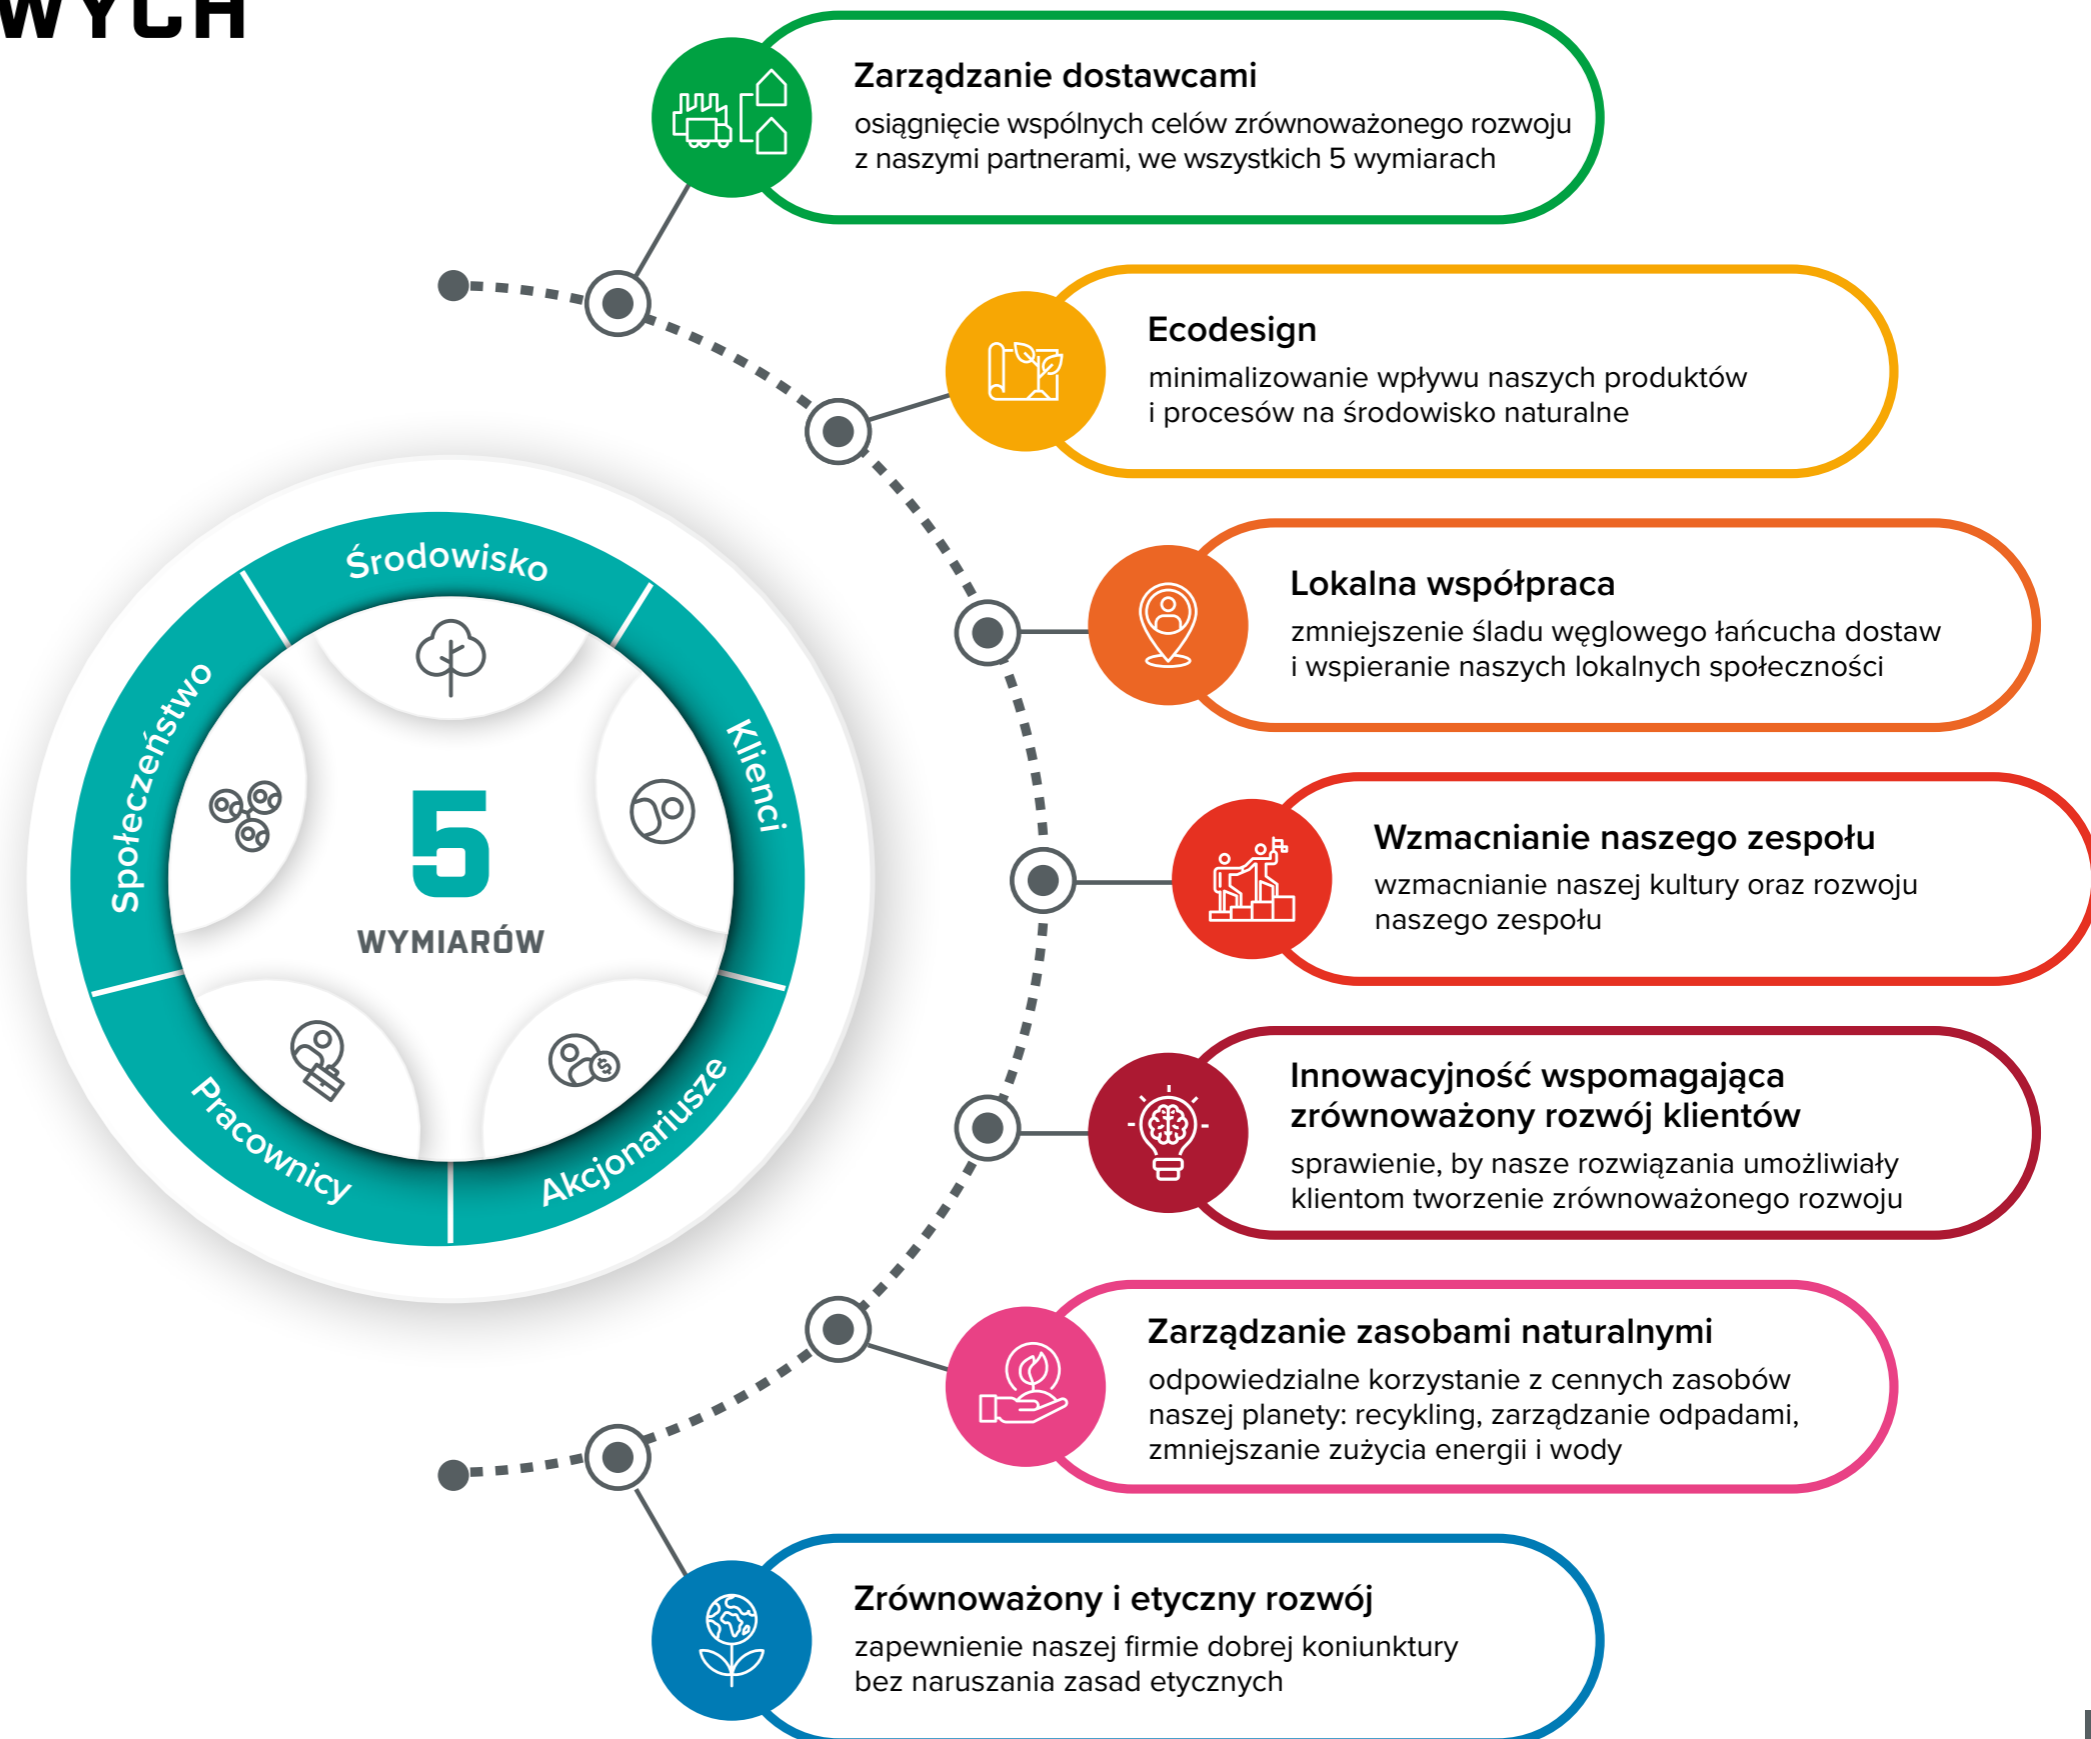 WYCH
Zarządzanie dostawcami
osiągnięcie wspólnych celów zrównoważonego rozwoju
z naszymi partnerami, we wszystkich 5 wymiarach
Ecodesign
minimalizowanie wpływu naszych produktów
i procesów na środowisko naturalne
Lokalna współpraca
zmniejszenie śladu węglowego łańcucha dostaw
i wspieranie naszych lokalnych społeczności
Wzmacnianie naszego zespołu
wzmacnianie naszej kultury oraz rozwoju
naszego zespołu
Innowacyjność wspomagająca
zrównoważony rozwój klientów
sprawienie, by nasze rozwiązania umożliwiały
klientom tworzenie zrównoważonego rozwoju
Zarządzanie zasobami naturalnymi
odpowiedzialne korzystanie z cennych zasobów
naszej planety: recykling, zarządzanie odpadami,
zmniejszanie zużycia energii i wody
Zrównoważony i etyczny rozwój
zapewnienie naszej firmie dobrej koniunktury
bez naruszania zasad etycznych
Środowisko
Klienci
Akcjonariusze
Pracownicy
Społeczeństwo
5
WYMIARÓW
$